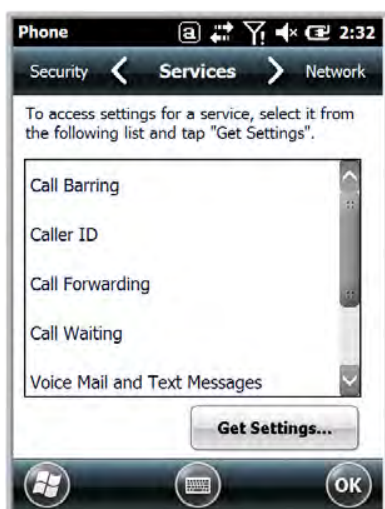 Phone a 2:32
Security Services Network
To access settings for a service, select it from
the following list and tap "Get Settings".
Call Barring
Caller ID
Call Forwarding
Call Waiting
Voice Mail and Text Messages
Get Settings...
OK